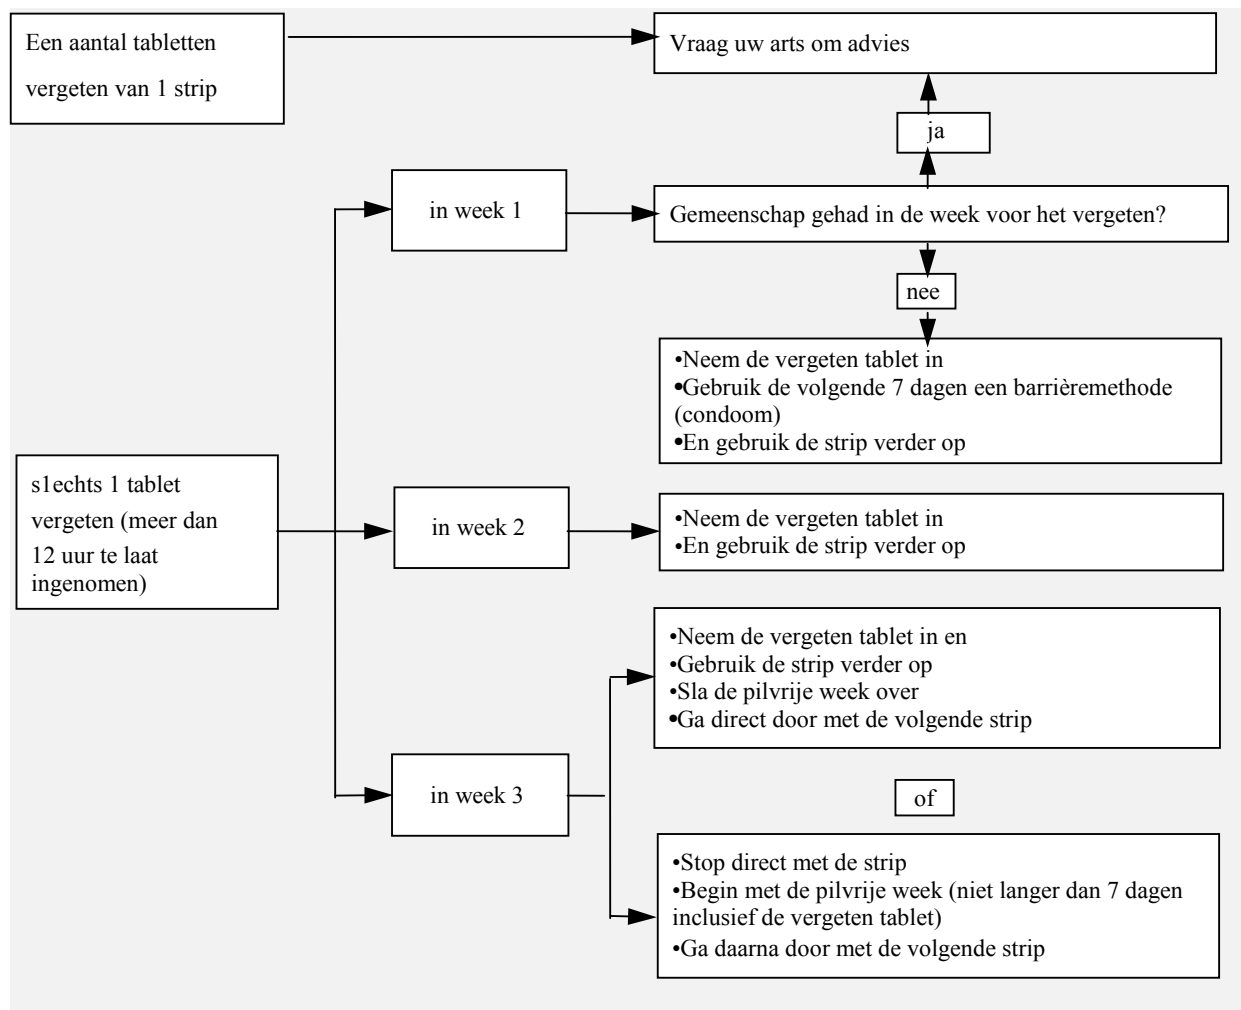 Een aantal tabletten
vergeten van 1 strip
Vraag uw arts om advies
ja
in week 1
Gemeenschap gehad in de week voor het vergeten?
nee
•Neem de vergeten tablet in
•Gebruik de volgende 7 dagen een barrièremethode
(condoom)
•En gebruik de strip verder op
s1echts 1 tablet
vergeten (meer dan
12 uur te laat
ingenomen)
in week 2
•Neem de vergeten tablet in
•En gebruik de strip verder op
in week 3
•Neem de vergeten tablet in en
•Gebruik de strip verder op
•Sla de pilvrije week over
•Ga direct door met de volgende strip
of
•Stop direct met de strip
•Begin met de pilvrije week (niet langer dan 7 dagen
inclusief de vergeten tablet)
•Ga daarna door met de volgende strip